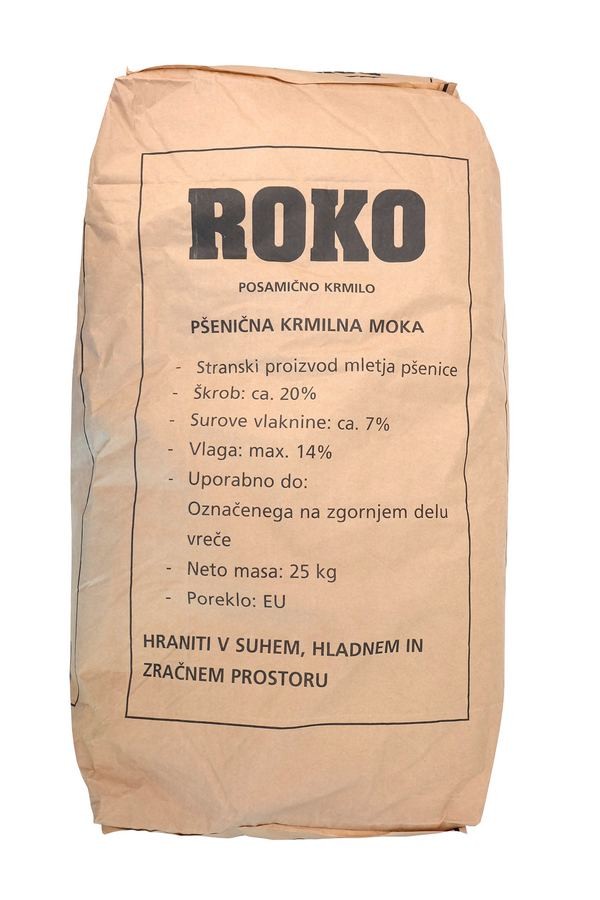 ROKO
POSAMIČNO KRMILO
PŠENIČNA KRMILNA MOKA
- Stranski proizvod mletja pšenice
- Škrob: ca. 20%
- Surove vlaknine: ca. 7%
- Vlaga: max. 14%
- Uporabno do:
Označenega na zgornjem delu
vreče
- Neto masa: 25 kg
- Poreklo: EU
HRANITI V SUHEM, HLADNEM IN
ZRAČNEM PROSTORU